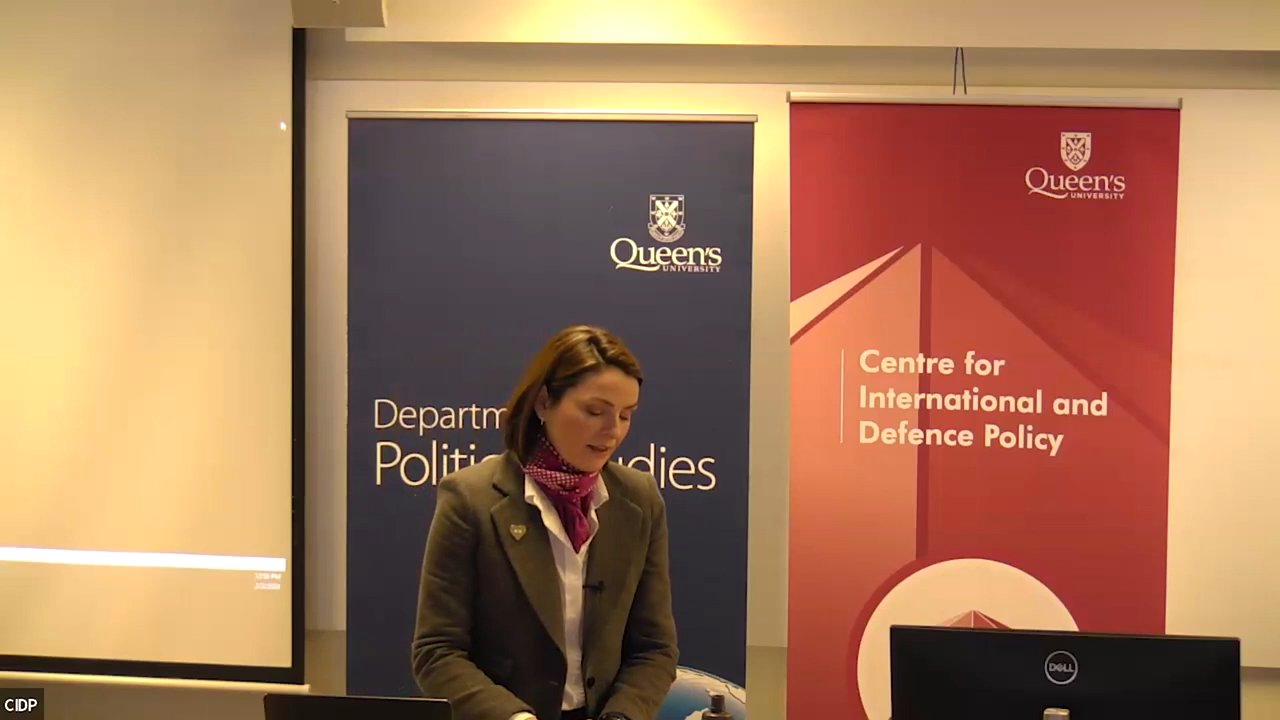 Queen's
UNIVERSITY
Departm
Politi udies
Queen's
UNIVERSITY
Centre for
International and
Defence Policy
DELL
CIDP